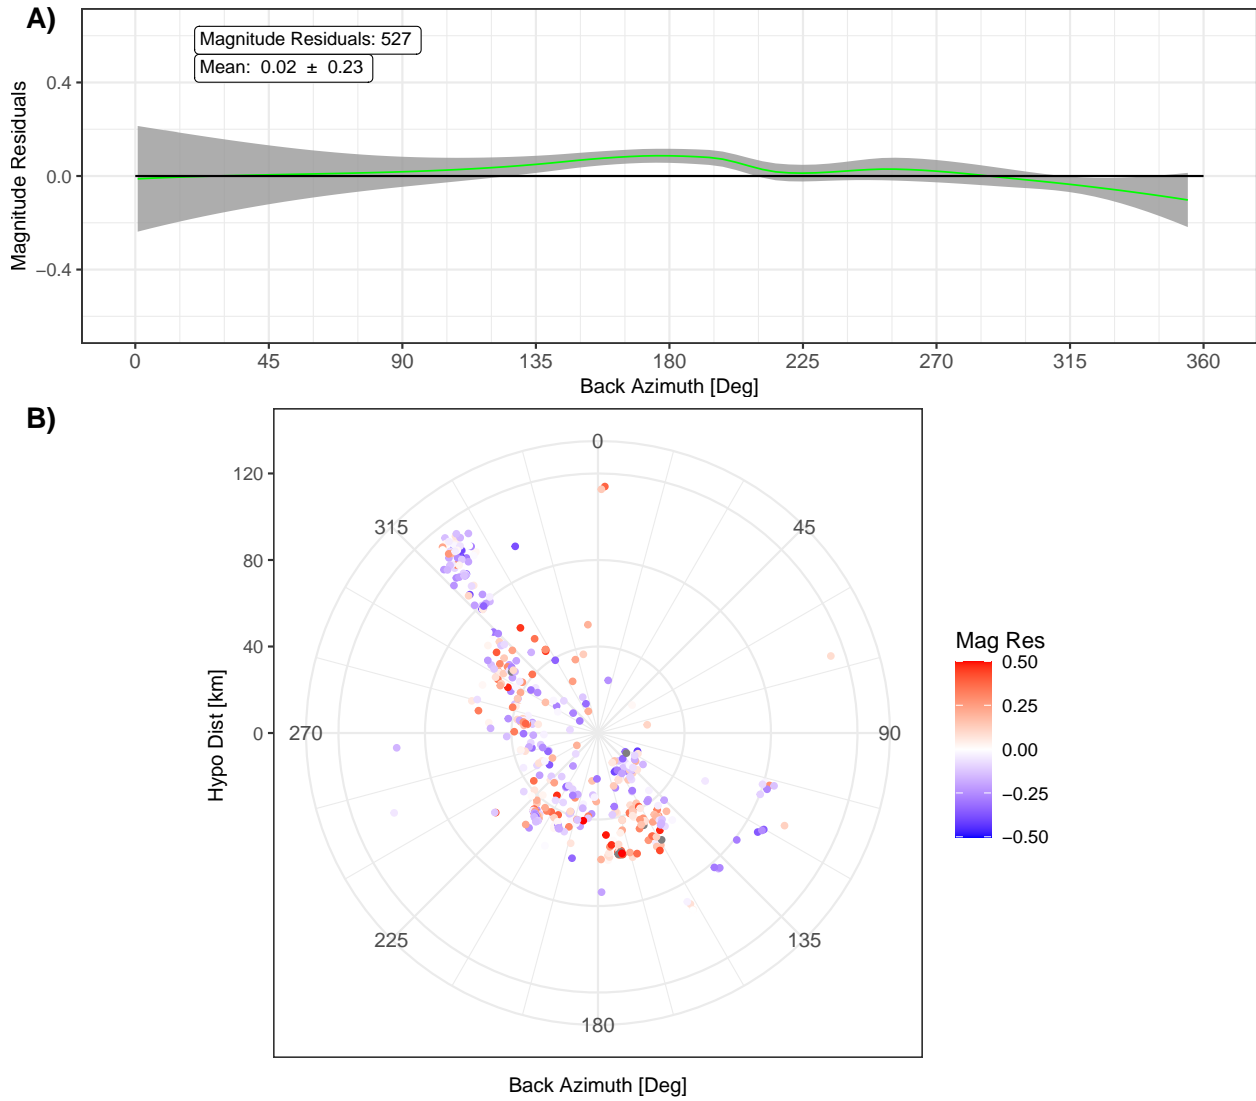 A)
Magnitude Residuals: 527
Mean:  0.02  ±  0.23
Magnitude Residuals
0.4
0.0
−0.4
0 45 90 135 180 225 270 315 360
Back Azimuth [Deg]
B)
Hypo Dist [km]
120
80
40
0
0
45
90
135
180
225
270
315
Back Azimuth [Deg]
Mag Res
0.50
0.25
0.00
−0.25
−0.50